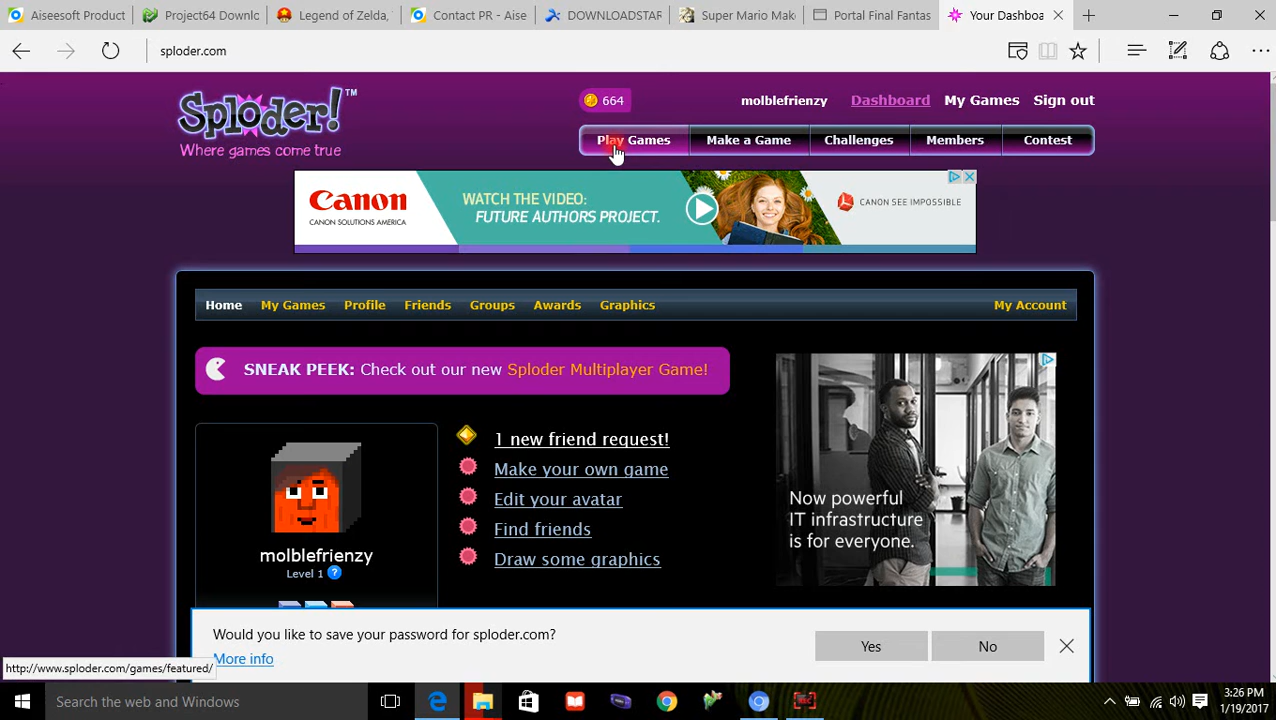 Aiseesoft Product
Project64 Downlo
Legend of Zelda,
Contact PR - Aise
DOWNLOADSTAR
Super Mario Make
Portal Final Fantas
Your Dashboa
sploder.com
Sploder!™
Where games come true
664
molblefrienzy
Dashboard
My Games
Sign out
Play Games
Make a Game
Challenges
Members
Contest
Canon
CANON SOLUTIONS AMERICA
WATCH THE VIDEO:
FUTURE AUTHORS PROJECT.
CANON SEE IMPOSSIBLE
Home
My Games
Profile
Friends
Groups
Awards
Graphics
My Account
SNEAK PEEK: Check out our new Sploder Multiplayer Game!
1 new friend request!
Make your own game
Edit your avatar
Find friends
Draw some graphics
molblefrienzy
Level 1 ?
Now powerful
IT infrastructure
is for everyone.
Would you like to save your password for sploder.com?
More info
Yes
No
http://www.sploder.com/games/featured/
Search the web and Windows
3:26 PM
1/19/2017